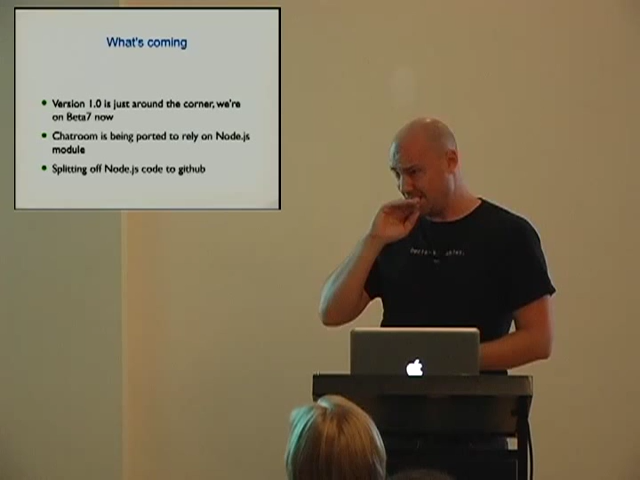 What's coming
Version 1.0 is just around the corner, we're
on Beta7 now
Chatroom is being ported to rely on Node.js
module
Splitting off Node.js code to github